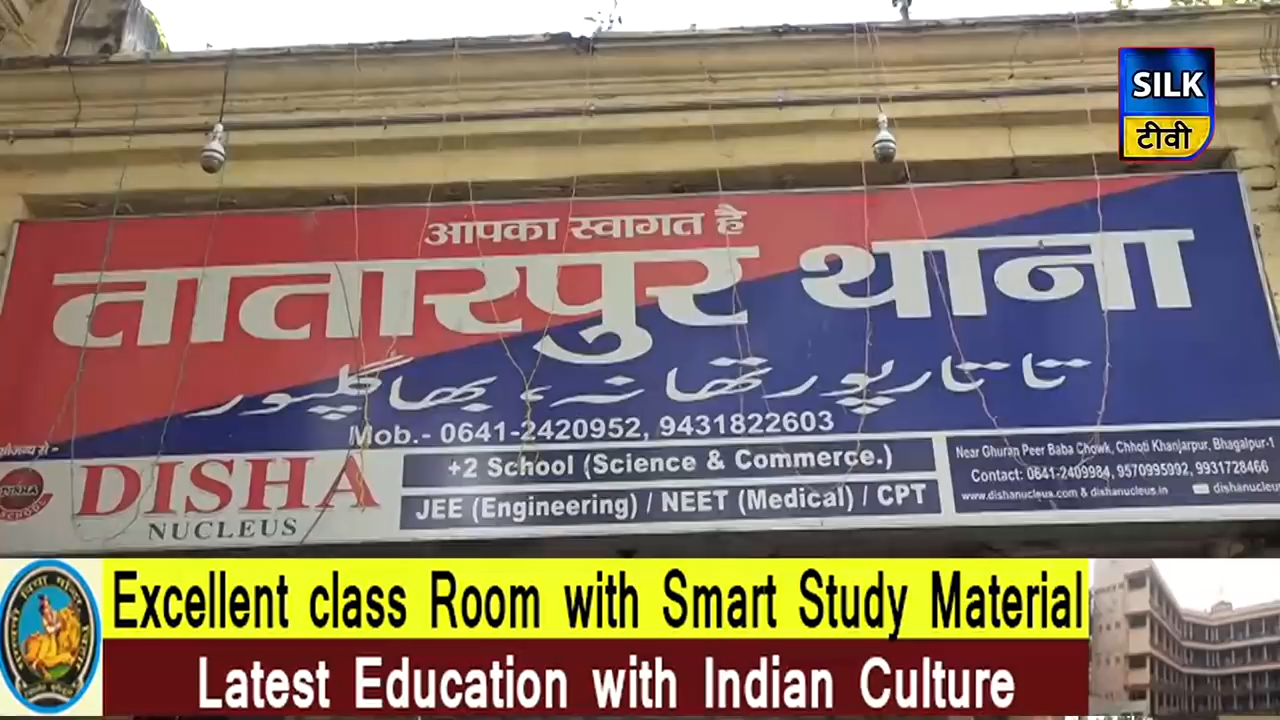 SILK
टीवी
आपका स्वागत है
तातारपुर थाना
تاتارپور تھانہ، بھاگلپور
Mob.- 0641-2420952, 9431822603
DISHA
NUCLEUS
+2 School (Science & Commerce.)
JEE (Engineering) / NEET (Medical) / CPT
Near Ghuran Peer Baba Chowk, Chhoti Khanjarpur, Bhagalpur-1
Contact: 0641-2409984, 9570995992, 9931728466
www.dishanucleus.com & dishanucleus.in
dishanucleus
Excellent class Room with Smart Study Material
Latest Education with Indian Culture